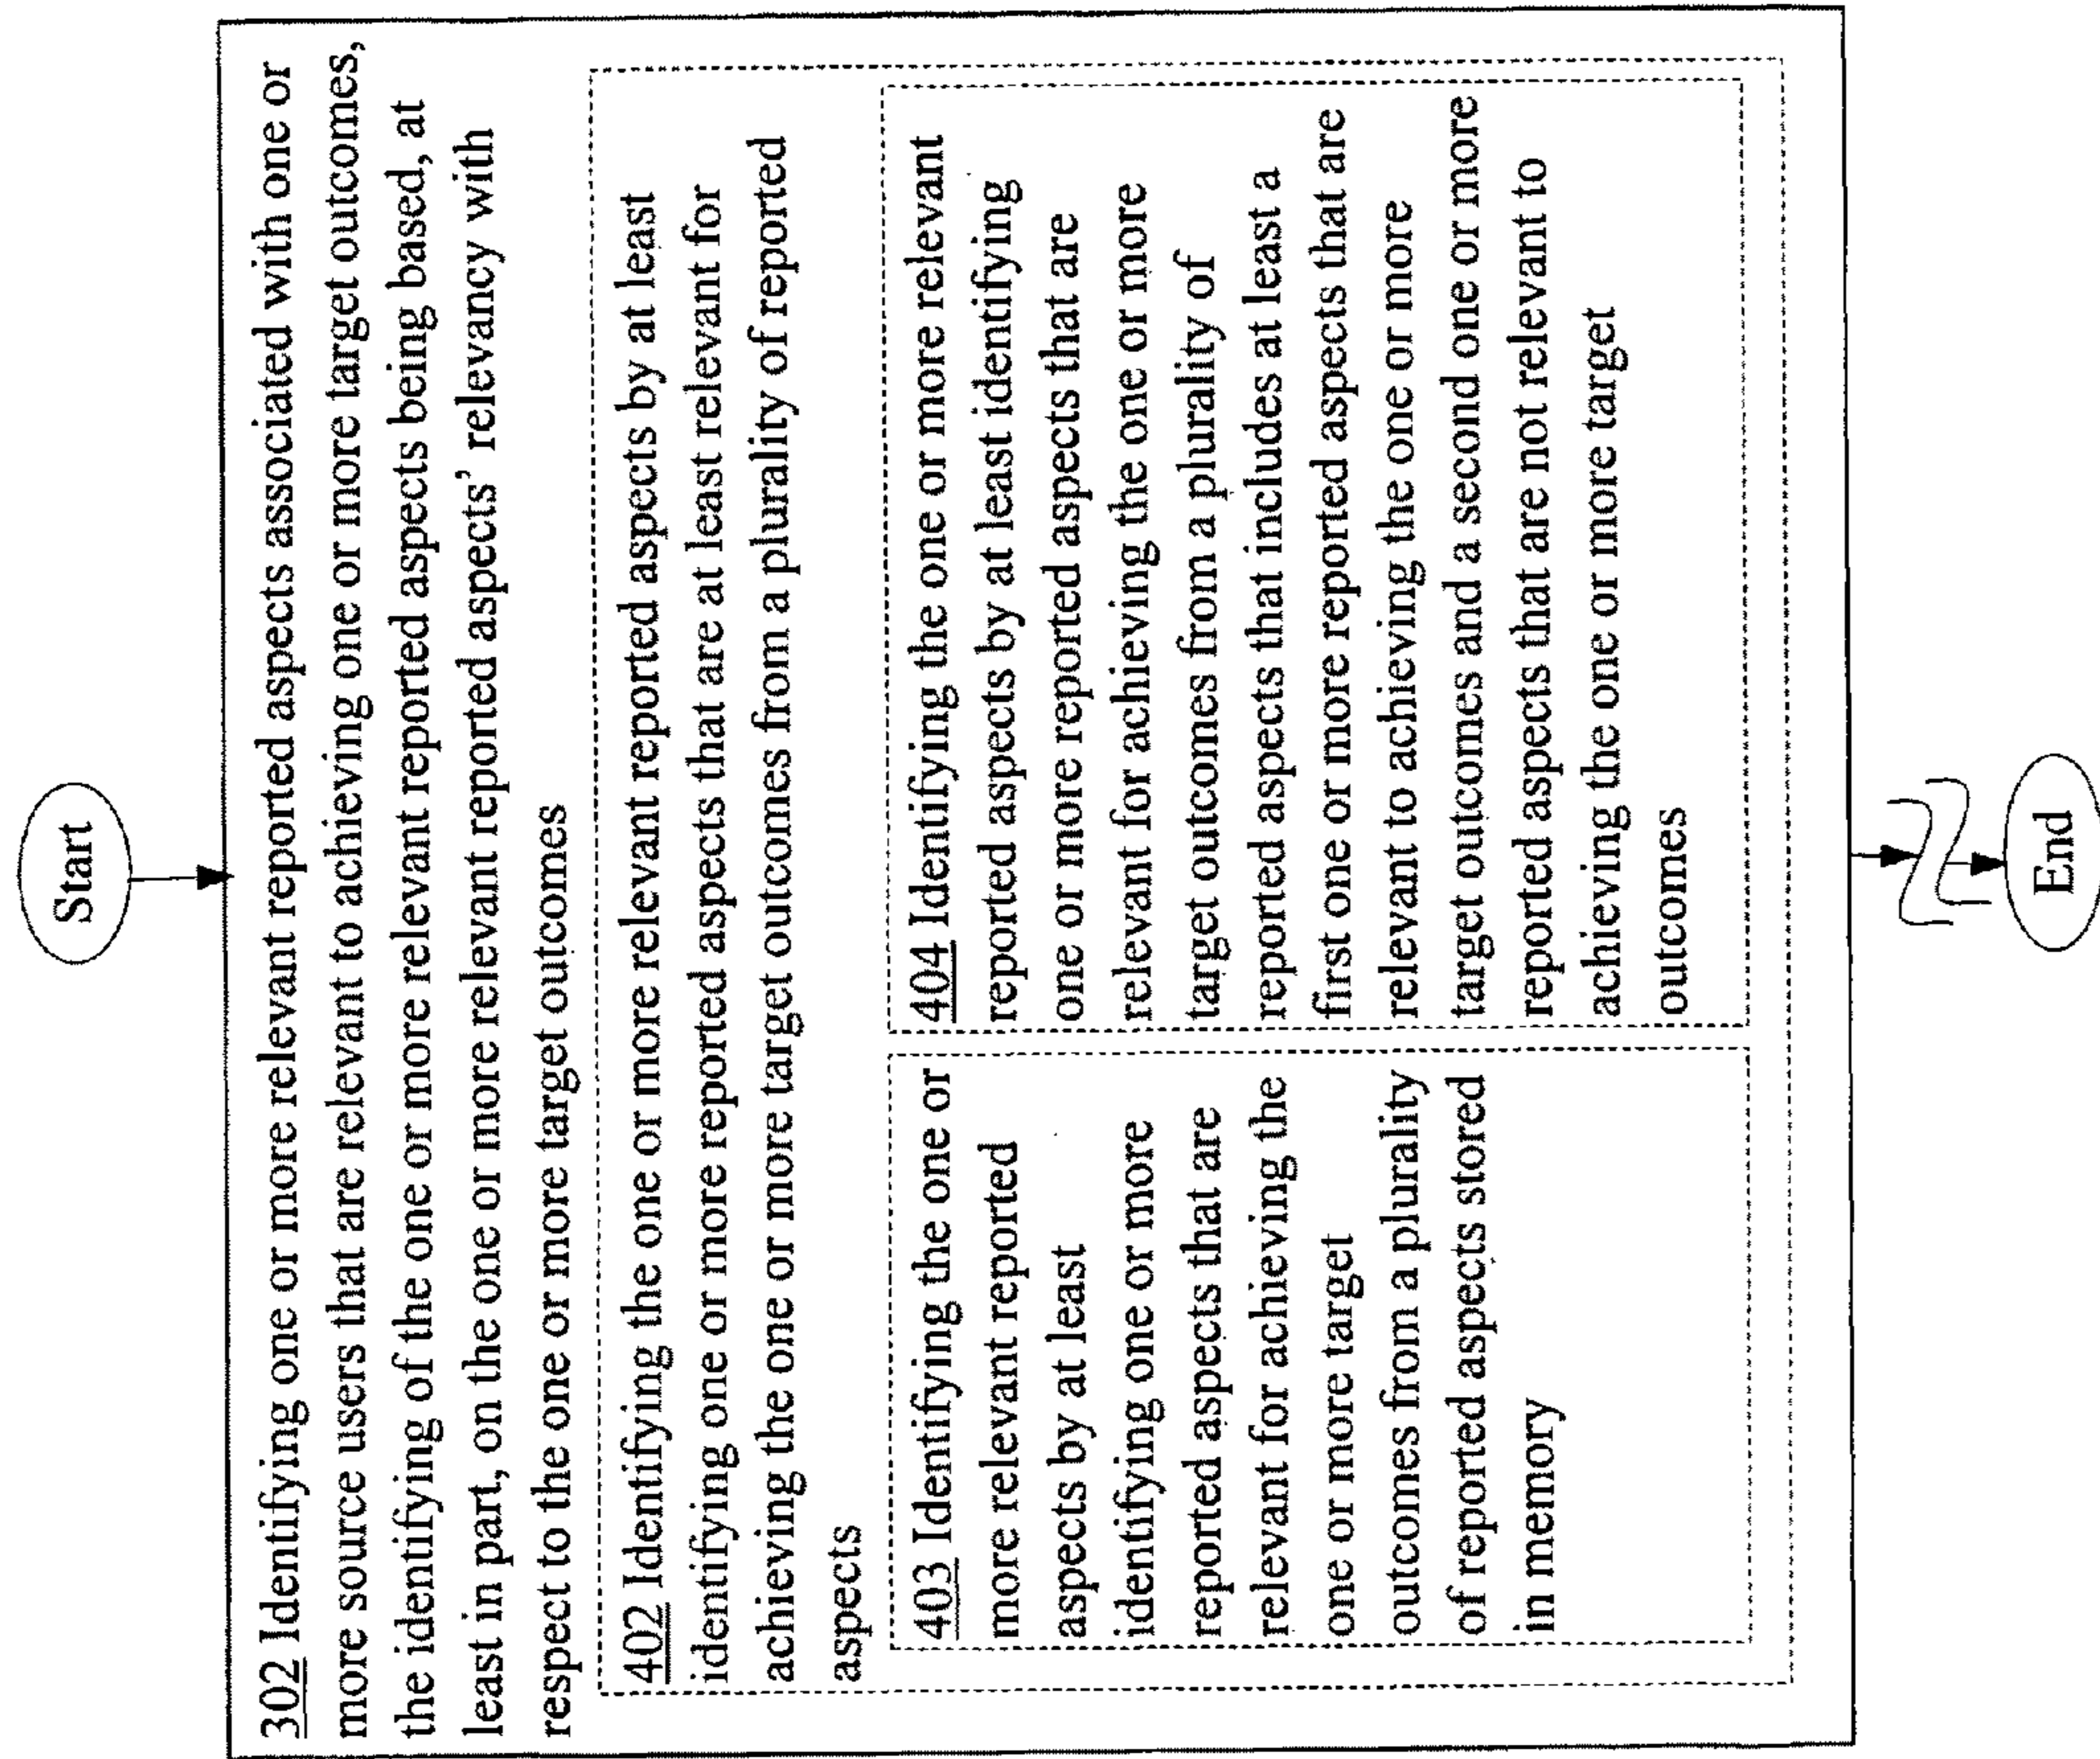 Start
302 Identifying one or more relevant reported aspects associated with one or
more source users that are relevant to achieving one or more target outcomes,
the identifying of the one or more relevant reported aspects being based, at
least in part, on the one or more relevant reported aspects’ relevancy with
respect to the one or more target outcomes
402 Identifying the one or more relevant reported aspects by at least
identifying one or more reported aspects that are at least relevant for
achieving the one or more target outcomes from a plurality of reported
aspects
403 Identifying the one or
more relevant reported
aspects by at least
identifying one or more
reported aspects that are
relevant for achieving the
one or more target
outcomes from a plurality
of reported aspects stored
in memory
404 Identifying the one or more relevant
reported aspects by at least identifying
one or more reported aspects that are
relevant for achieving the one or more
target outcomes from a plurality of
reported aspects that includes at least a
first one or more reported aspects that are
relevant to achieving the one or more
target outcomes and a second one or more
reported aspects that are not relevant to
achieving the one or more target
outcomes
End